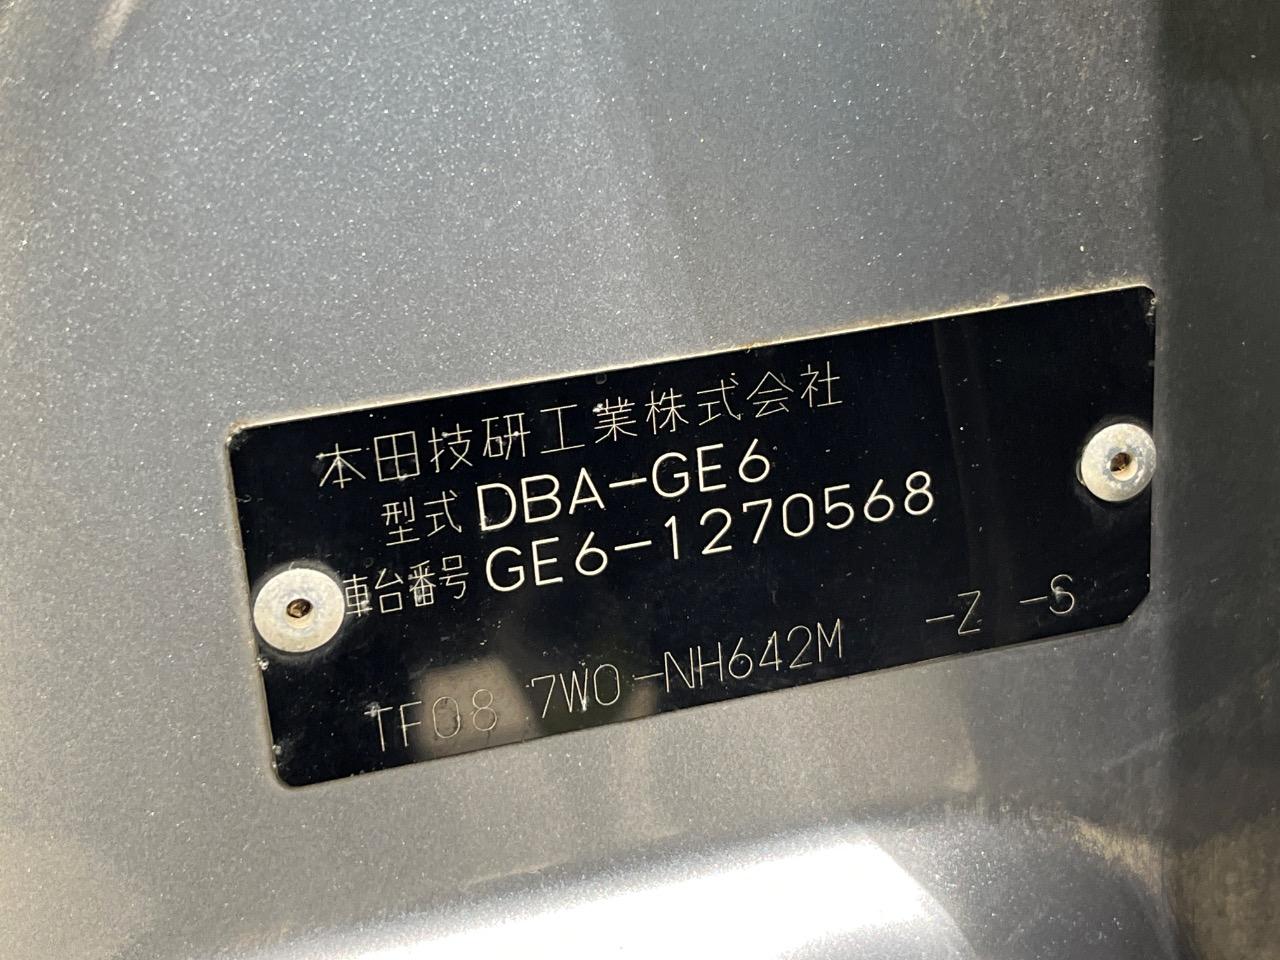 本田技研工業株式会社
型式 DBA-GE6
車台番号 GE6-1270568
TF08 7W0-NH642M -Z -S